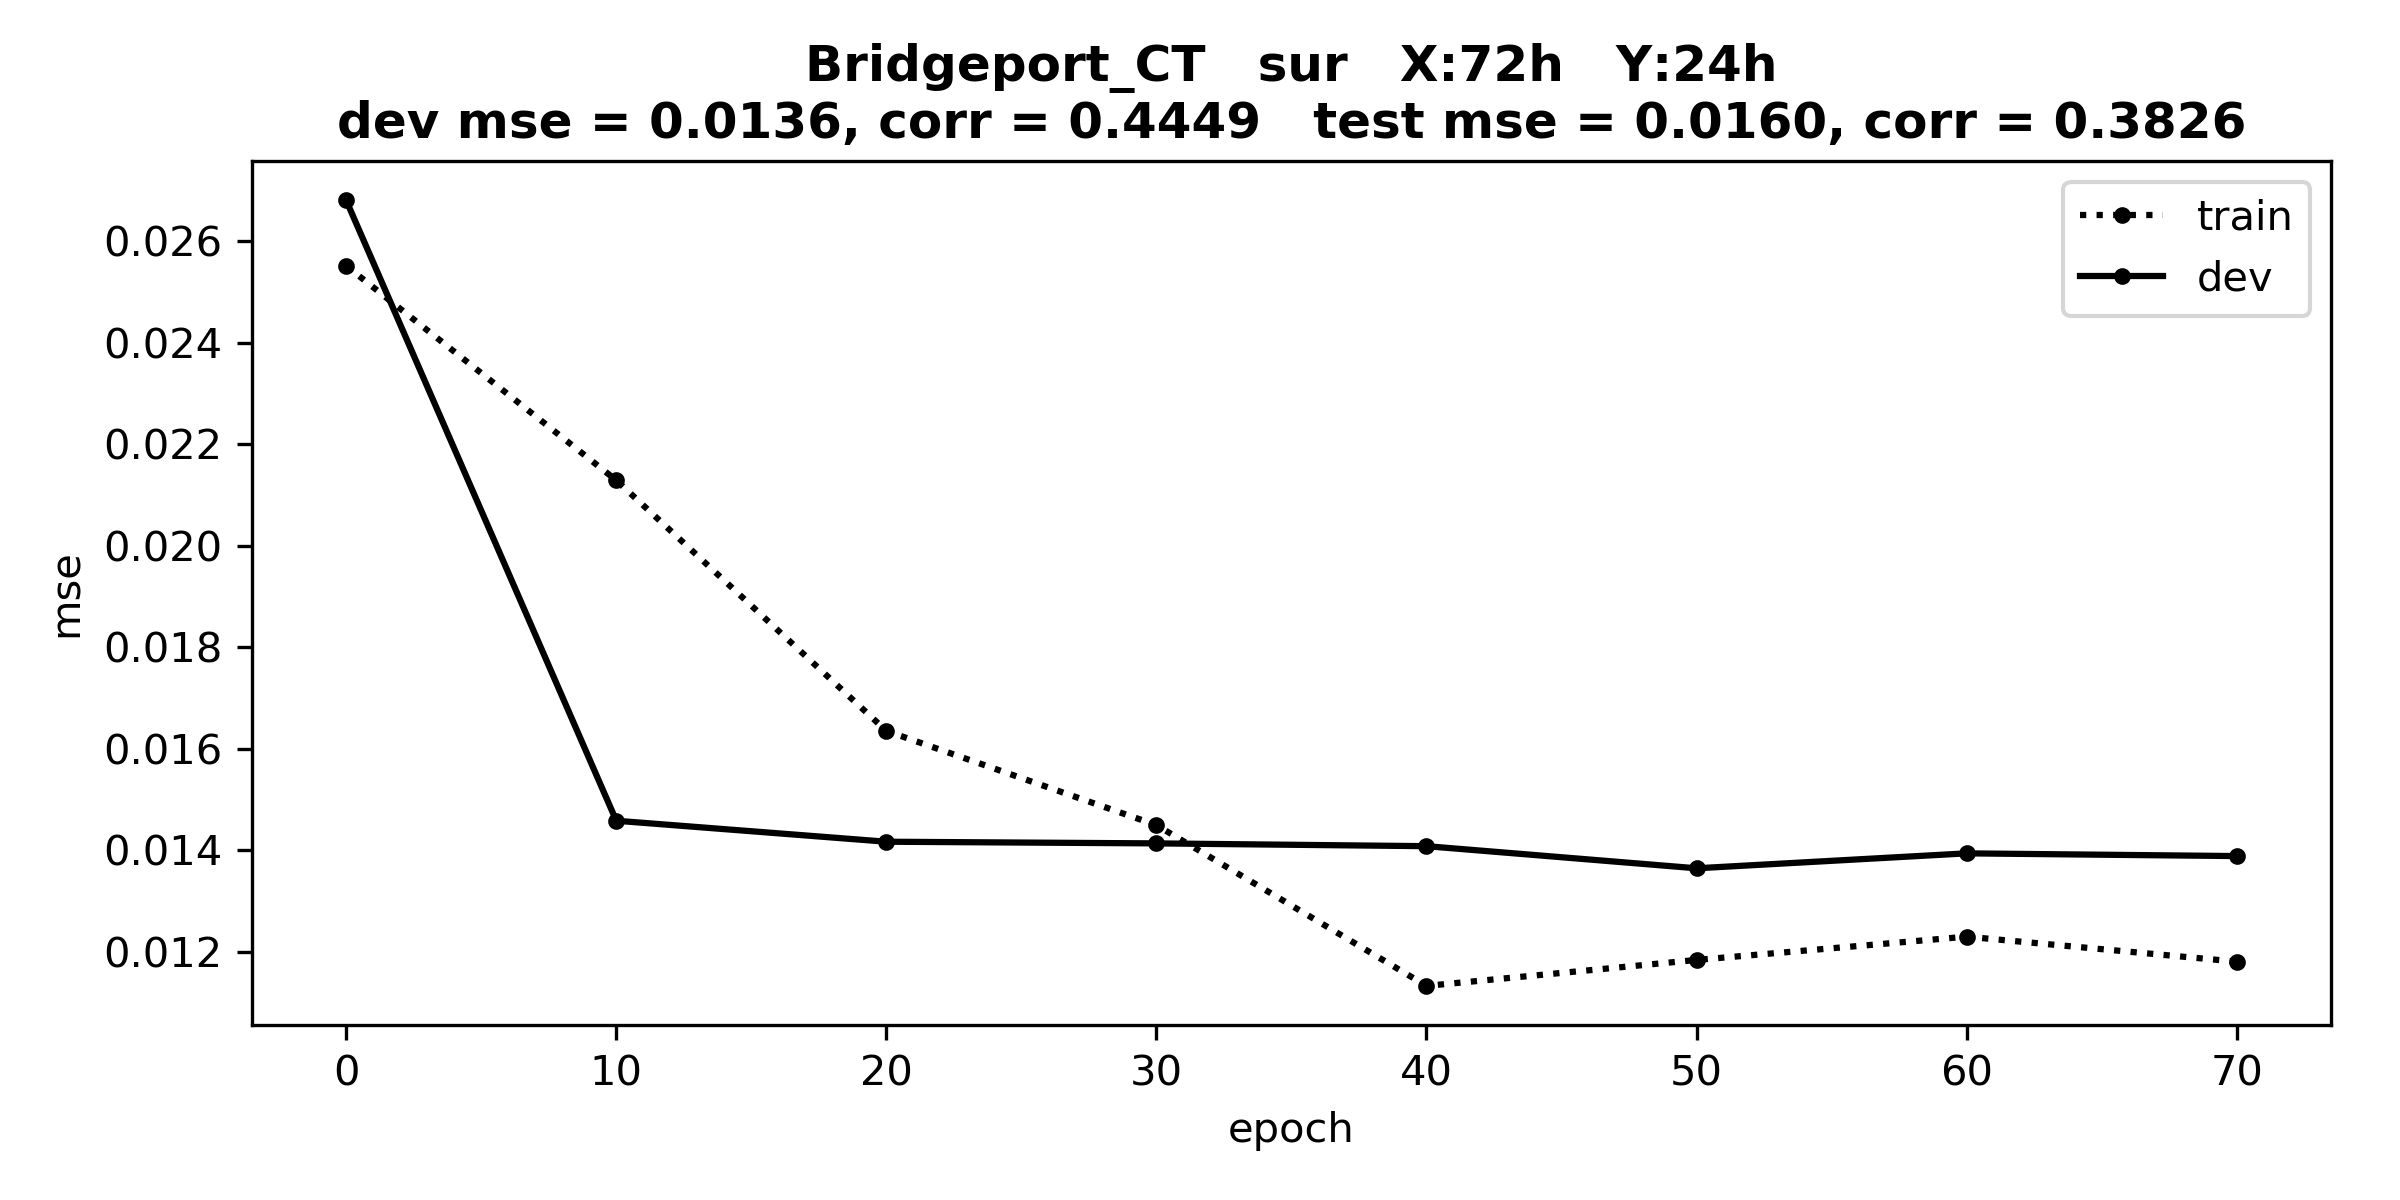 Bridgeport_CT   sur   X:72h   Y:24h
dev mse = 0.0136, corr = 0.4449   test mse = 0.0160, corr = 0.3826
train
dev
0.026
0.024
0.022
0.020
0.018
0.016
0.014
0.012
mse
0 10 20 30 40 50 60 70
epoch